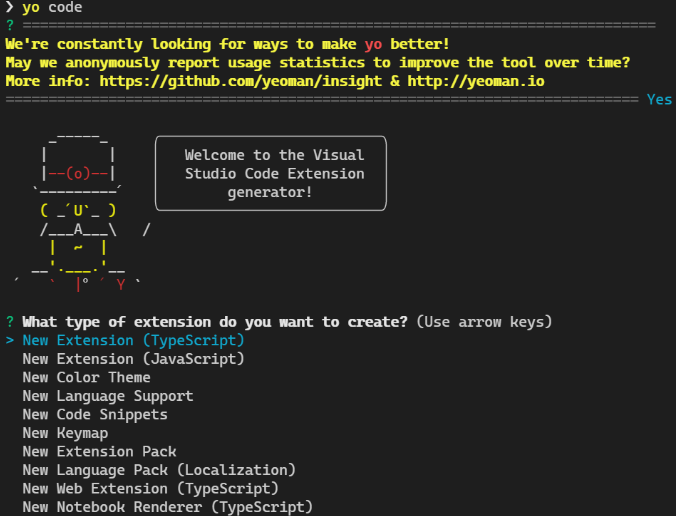 ❯ yo code
? ==========================================================================
We're constantly looking for ways to make yo better!
May we anonymously report usage statistics to improve the tool over time?
More info: https://github.com/yeoman/insight & http://yeoman.io
========================================================================== Yes
Welcome to the Visual
Studio Code Extension
generator!
? What type of extension do you want to create? (Use arrow keys)
> New Extension (TypeScript)
New Extension (JavaScript)
New Color Theme
New Language Support
New Code Snippets
New Keymap
New Extension Pack
New Language Pack (Localization)
New Web Extension (TypeScript)
New Notebook Renderer (TypeScript)